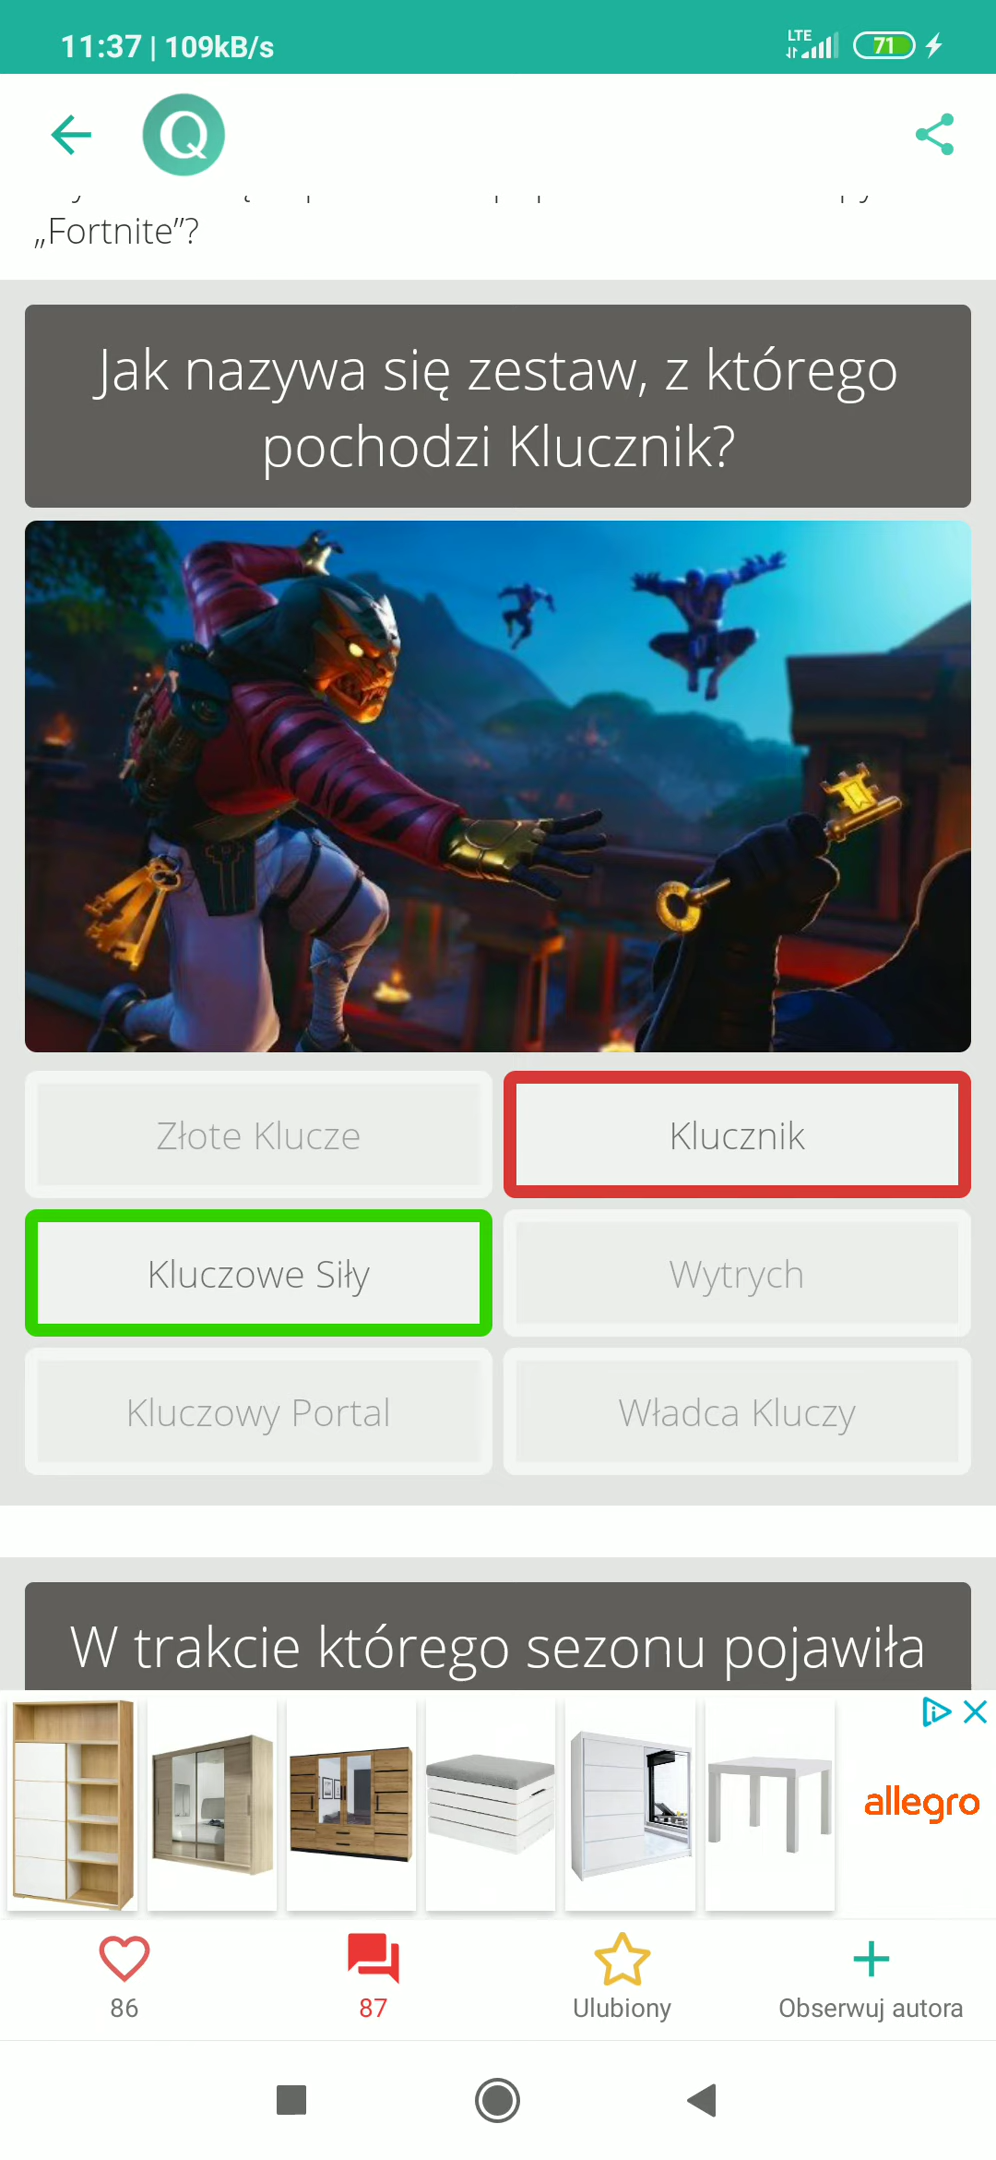 11:37 | 109kB/s
LTE
71
Q
„Fortnite”?
Jak nazywa się zestaw, z którego
pochodzi Klucznik?
Złote Klucze
Klucznik
Kluczowe Siły
Wytrych
Kluczowy Portal
Władca Kluczy
W trakcie którego sezonu pojawiła
allegro
86
87
Ulubiony
Obserwuj autora